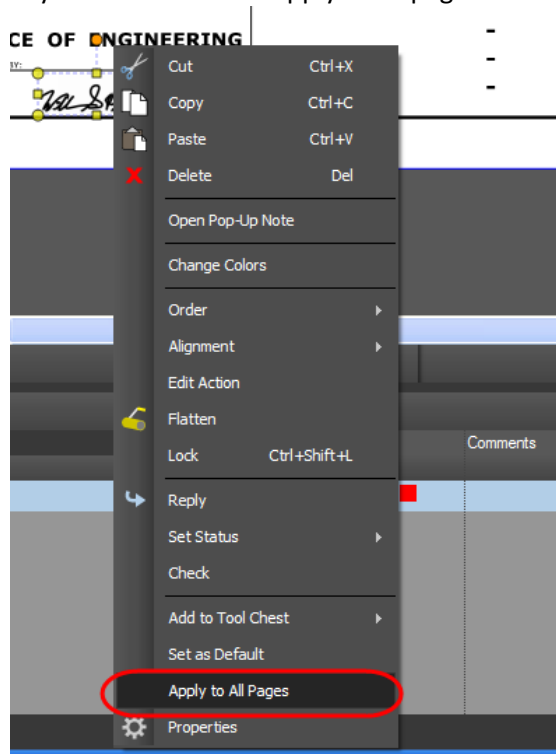 apply
CE OF ENGINEERING
BY:
Cut Ctrl+X
Copy Ctrl+C
Paste Ctrl+V
Delete Del
Open Pop-Up Note
Change Colors
Order
Alignment
Edit Action
Flatten
Lock Ctrl+Shift+L
Comments
Reply
Set Status
Check
Add to Tool Chest
Set as Default
Apply to All Pages
Properties